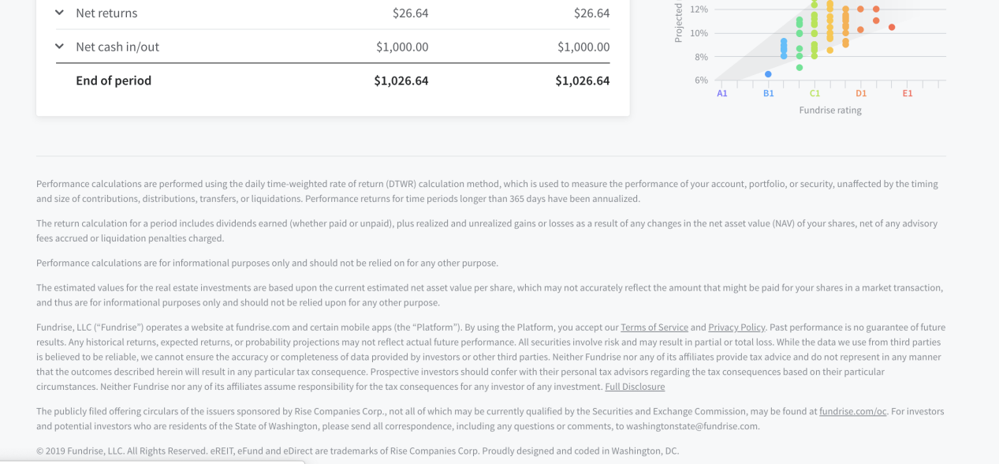 Net returns $26.64 $26.64
Net cash in/out $1,000.00 $1,000.00
End of period $1,026.64 $1,026.64
Projected
12%
10%
8%
6%
A1 B1 C1 D1 E1
Fundrise rating
Performance calculations are performed using the daily time-weighted rate of return (DTWR) calculation method, which is used to measure the performance of your account, portfolio, or security, unaffected by the timing
and size of contributions, distributions, transfers, or liquidations. Performance returns for time periods longer than 365 days have been annualized.
The return calculation for a period includes dividends earned (whether paid or unpaid), plus realized and unrealized gains or losses as a result of any changes in the net asset value (NAV) of your shares, net of any advisory
fees accrued or liquidation penalties charged.
Performance calculations are for informational purposes only and should not be relied on for any other purpose.
The estimated values for the real estate investments are based upon the current estimated net asset value per share, which may not accurately reflect the amount that might be paid for your shares in a market transaction,
and thus are for informational purposes only and should not be relied upon for any other purpose.
Fundrise, LLC (“Fundrise”) operates a website at fundrise.com and certain mobile apps (the “Platform”). By using the Platform, you accept our Terms of Service and Privacy Policy. Past performance is no guarantee of future
results. Any historical returns, expected returns, or probability projections may not reflect actual future performance. All securities involve risk and may result in partial or total loss. While the data we use from third parties
is believed to be reliable, we cannot ensure the accuracy or completeness of data provided by investors or other third parties. Neither Fundrise nor any of its affiliates provide tax advice and do not represent in any manner
that the outcomes described herein will result in any particular tax consequence. Prospective investors should confer with their personal tax advisors regarding the tax consequences based on their particular
circumstances. Neither Fundrise nor any of its affiliates assume responsibility for the tax consequences for any investor of any investment. Full Disclosure
The publicly filed offering circulars of the issuers sponsored by Rise Companies Corp., not all of which may be currently qualified by the Securities and Exchange Commission, may be found at fundrise.com/oc. For investors
and potential investors who are residents of the State of Washington, please send all correspondence, including any questions or comments, to washingtonstate@fundrise.com.
© 2019 Fundrise, LLC. All Rights Reserved. eREIT, eFund and eDirect are trademarks of Rise Companies Corp. Proudly designed and coded in Washington, DC.